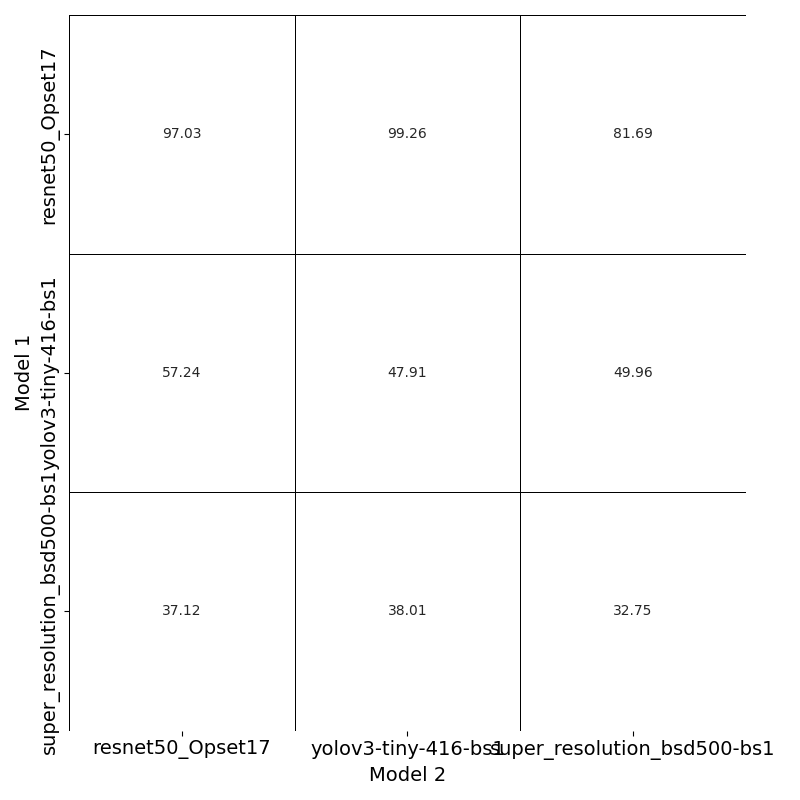 Model 1
resnet50_Opset17
97.03 99.26 81.69
yolov3-tiny-416-bs1
57.24 47.91 49.96
super_resolution_bsd500-bs1
37.12 38.01 32.75
resnet50_Opset17 yolov3-tiny-416-bs1 super_resolution_bsd500-bs1
Model 2